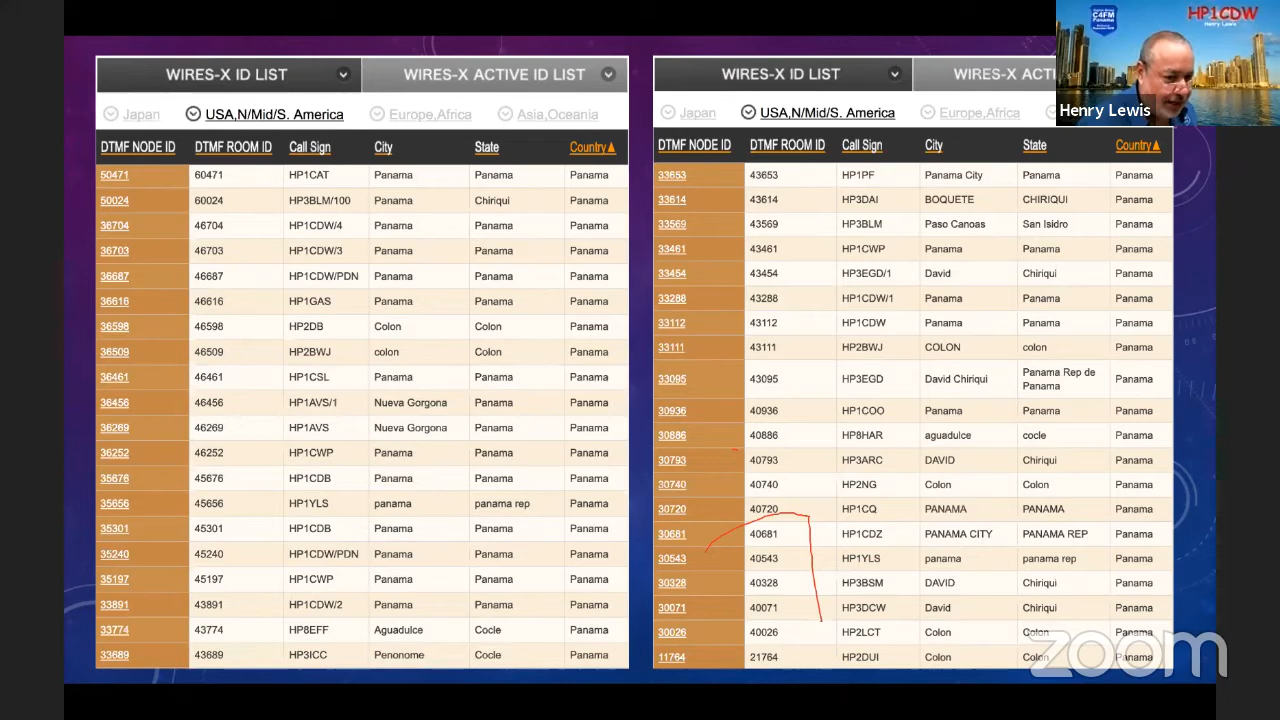 C4FM
Panama
HP1CDW
Henry Lewis
Henry Lewis
WIRES-X ID LIST WIRES-X ACTIVE ID LIST
Japan USA,N/Mid/S. America Europe,Africa Asia,Oceania
DTMF NODE ID DTMF ROOM ID Call Sign City State Country▲
50471 60471 HP1CAT Panama Panama Panama
50024 60024 HP3BLM/100 Panama Chiriqui Panama
36704 46704 HP1CDW/4 Panama Panama Panama
36703 46703 HP1CDW/3 Panama Panama Panama
36687 46687 HP1CDW/PDN Panama Panama Panama
36616 46616 HP1GAS Panama Panama Panama
36598 46598 HP2DB Colon Colon Panama
36509 46509 HP2BWJ colon Colon Panama
36461 46461 HP1CSL Panama Panama Panama
36456 46456 HP1AVS/1 Nueva Gorgona Panama Panama
36269 46269 HP1AVS Nueva Gorgona Panama Panama
36252 46252 HP1CWP Panama Panama Panama
35676 45676 HP1CDB Panama Panama Panama
35656 45656 HP1YLS panama panama rep Panama
35301 45301 HP1CDB Panama Panama Panama
35240 45240 HP1CDW/PDN Panama Panama Panama
35197 45197 HP1CWP Panama Panama Panama
33891 43891 HP1CDW/2 Panama Panama Panama
33774 43774 HP8EFF Aguadulce Cocle Panama
33689 43689 HP3ICC Penonome Cocle Panama
WIRES-X ID LIST WIRES-X ACTI
Japan USA,N/Mid/S. America Europe,Africa
DTMF NODE ID DTMF ROOM ID Call Sign City State Country▲
33653 43653 HP1PF Panama City Panama Panama
33614 43614 HP3DAI BOQUETE CHIRIQUI Panama
33569 43569 HP3BLM Paso Canoas San Isidro Panama
33461 43461 HP1CWP Panama Panama Panama
33454 43454 HP3EGD/1 David Chiriqui Panama
33288 43288 HP1CDW/1 Panama Panama Panama
33112 43112 HP1CDW Panama Panama Panama
33111 43111 HP2BWJ COLON colon Panama
33095 43095 HP3EGD David Chiriqui Panama Rep de Panama Panama
30936 40936 HP1COO Panama Panama Panama
30886 40886 HP8HAR aguadulce cocle Panama
30793 40793 HP3ARC DAVID Chiriqui Panama
30740 40740 HP2NG Colon Colon Panama
30720 40720 HP1CQ PANAMA PANAMA Panama
30681 40681 HP1CDZ PANAMA CITY PANAMA REP Panama
30543 40543 HP1YLS panama panama rep Panama
30328 40328 HP3BSM DAVID Chiriqui Panama
30071 40071 HP3DCW David Chiriqui Panama
30026 40026 HP2LCT Colon Colon Panama
11764 21764 HP2DUI Colon Colon Panama
zoom